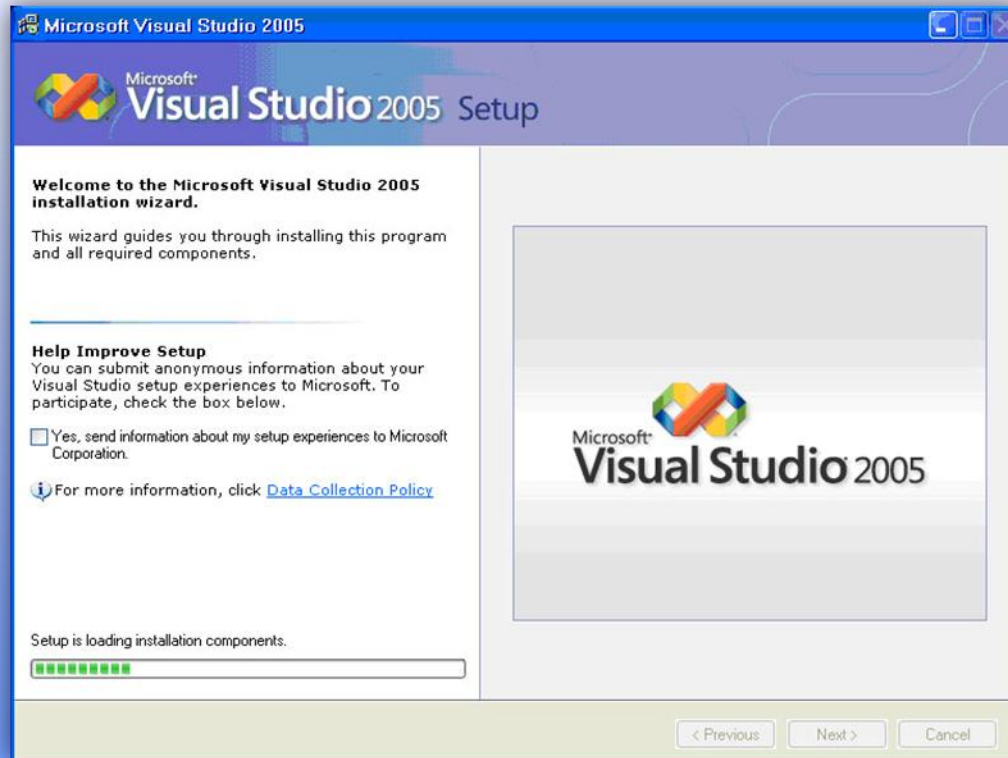 Microsoft Visual Studio 2005
Microsoft
Visual Studio 2005 Setup
Welcome to the Microsoft Visual Studio 2005
installation wizard.
This wizard guides you through installing this program
and all required components.
Help Improve Setup
You can submit anonymous information about your
Visual Studio setup experiences to Microsoft. To
participate, check the box below.
Yes, send information about my setup experiences to Microsoft
Corporation.
For more information, click Data Collection Policy
Setup is loading installation components.
Microsoft
Visual Studio 2005
< Previous
Next >
Cancel